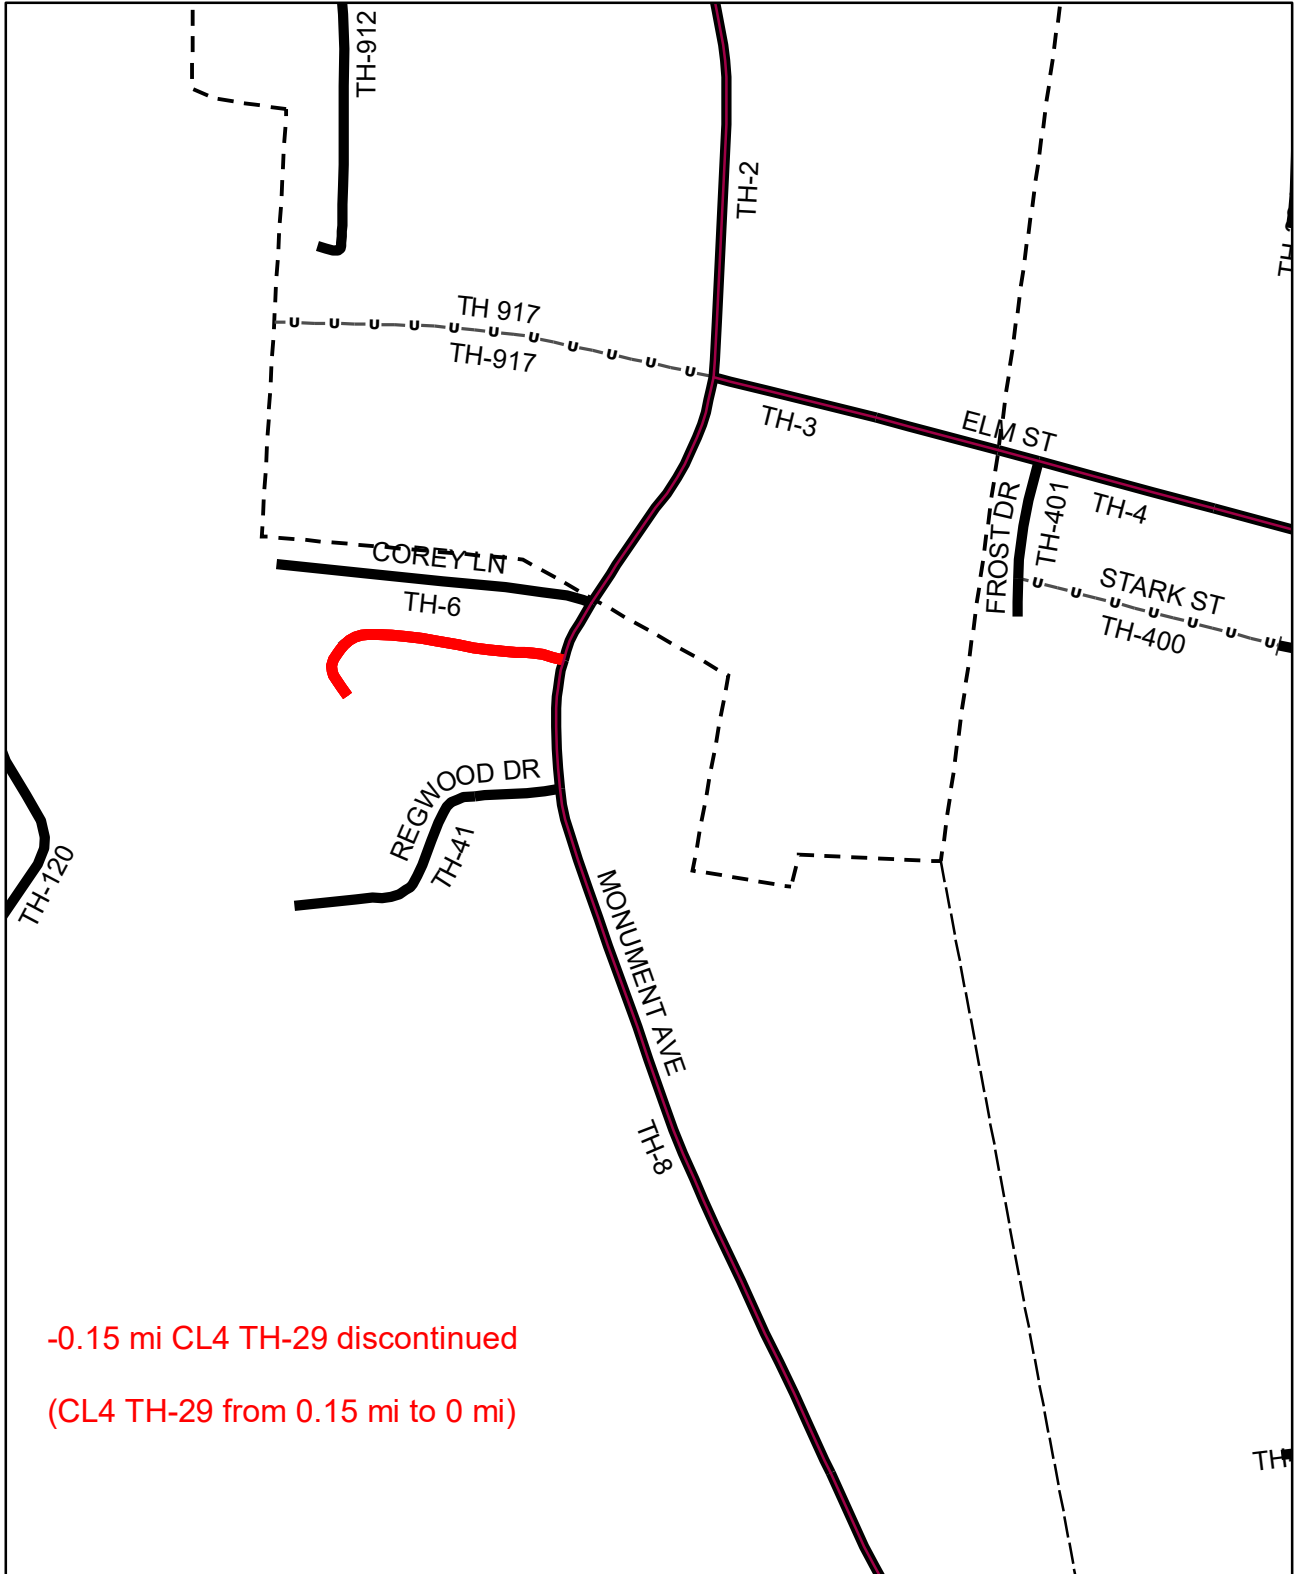 TH-912
TH-2
TH
TH 917
TH-917
TH-3
ELM ST
TH-4
FROST DR
TH-401
STARK ST
TH-400
COREY LN
TH-6
REGWOOD DR
TH-41
TH-120
MONUMENT AVE
TH-8
-0.15 mi CL4 TH-29 discontinued
(CL4 TH-29 from 0.15 mi to 0 mi)
TH